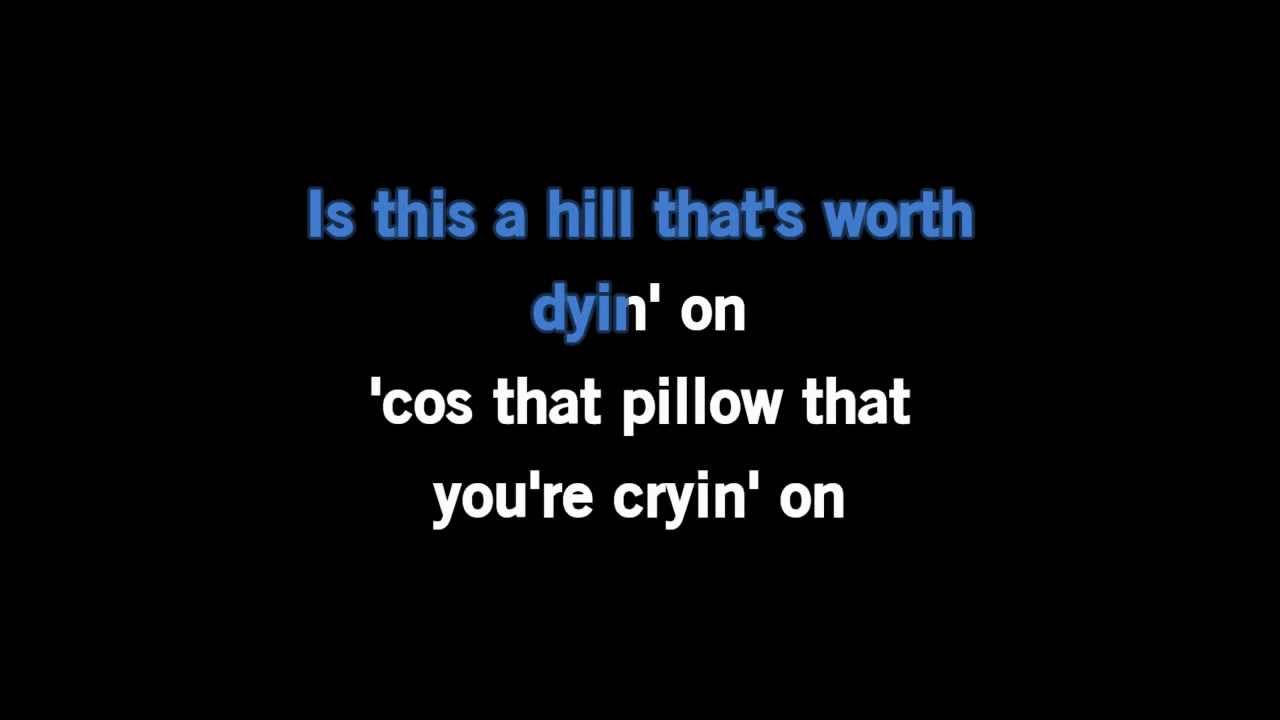 Is this a hill that's worth
dyin' on
'cos that pillow that
you're cryin' on